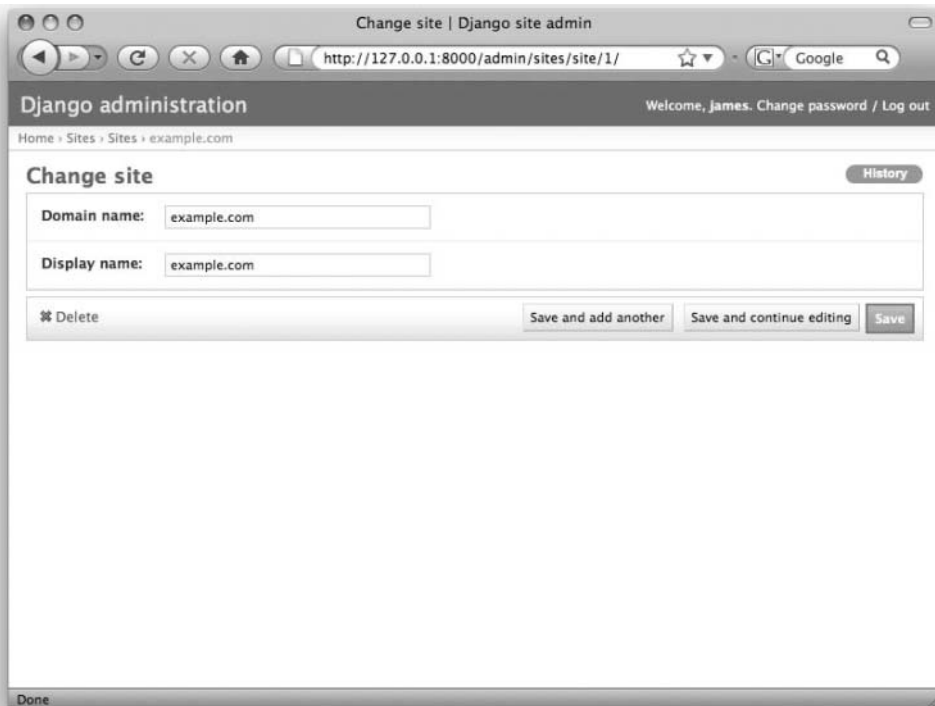 Change site | Django site admin
http://127.0.0.1:8000/admin/sites/site/1/
G Google
Django administration
Welcome, James. Change password / Log out
Home › Sites › Sites › example.com
Change site
History
Domain name: example.com
Display name: example.com
Delete
Save and add another
Save and continue editing
Save
Done